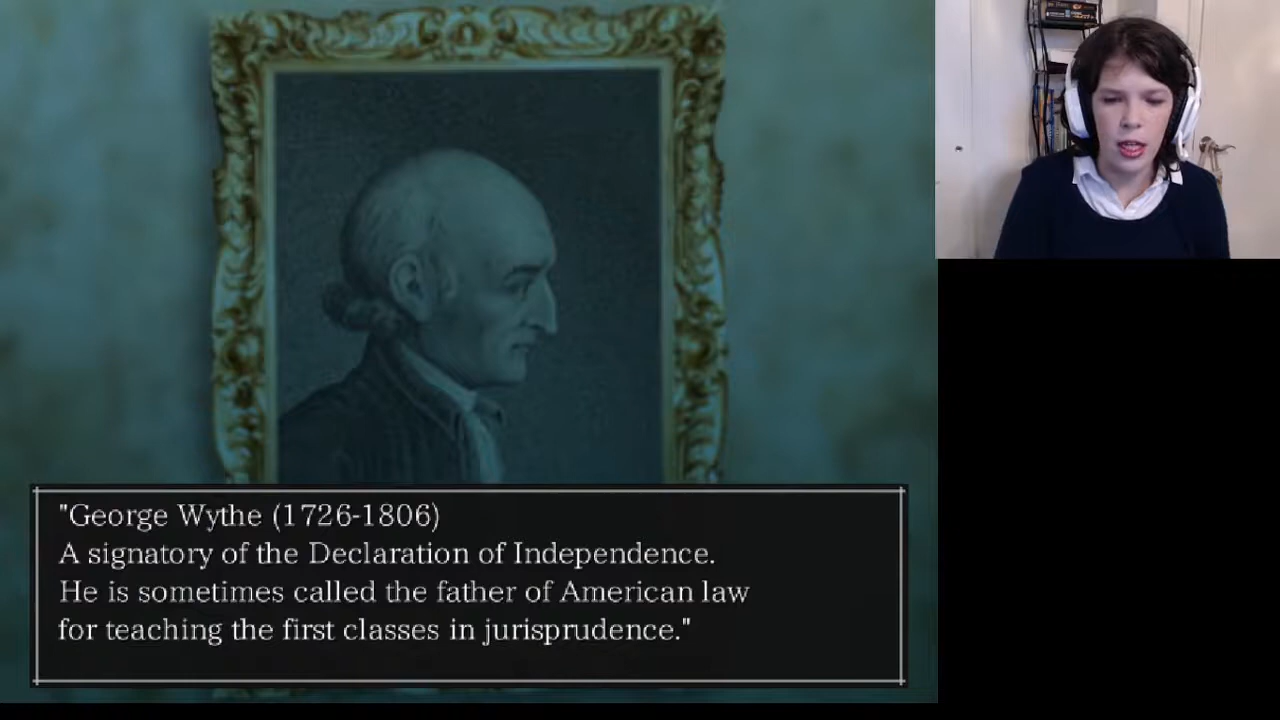 "George Wythe (1726-1806)
A signatory of the Declaration of Independence.
He is sometimes called the father of American law
for teaching the first classes in jurisprudence."